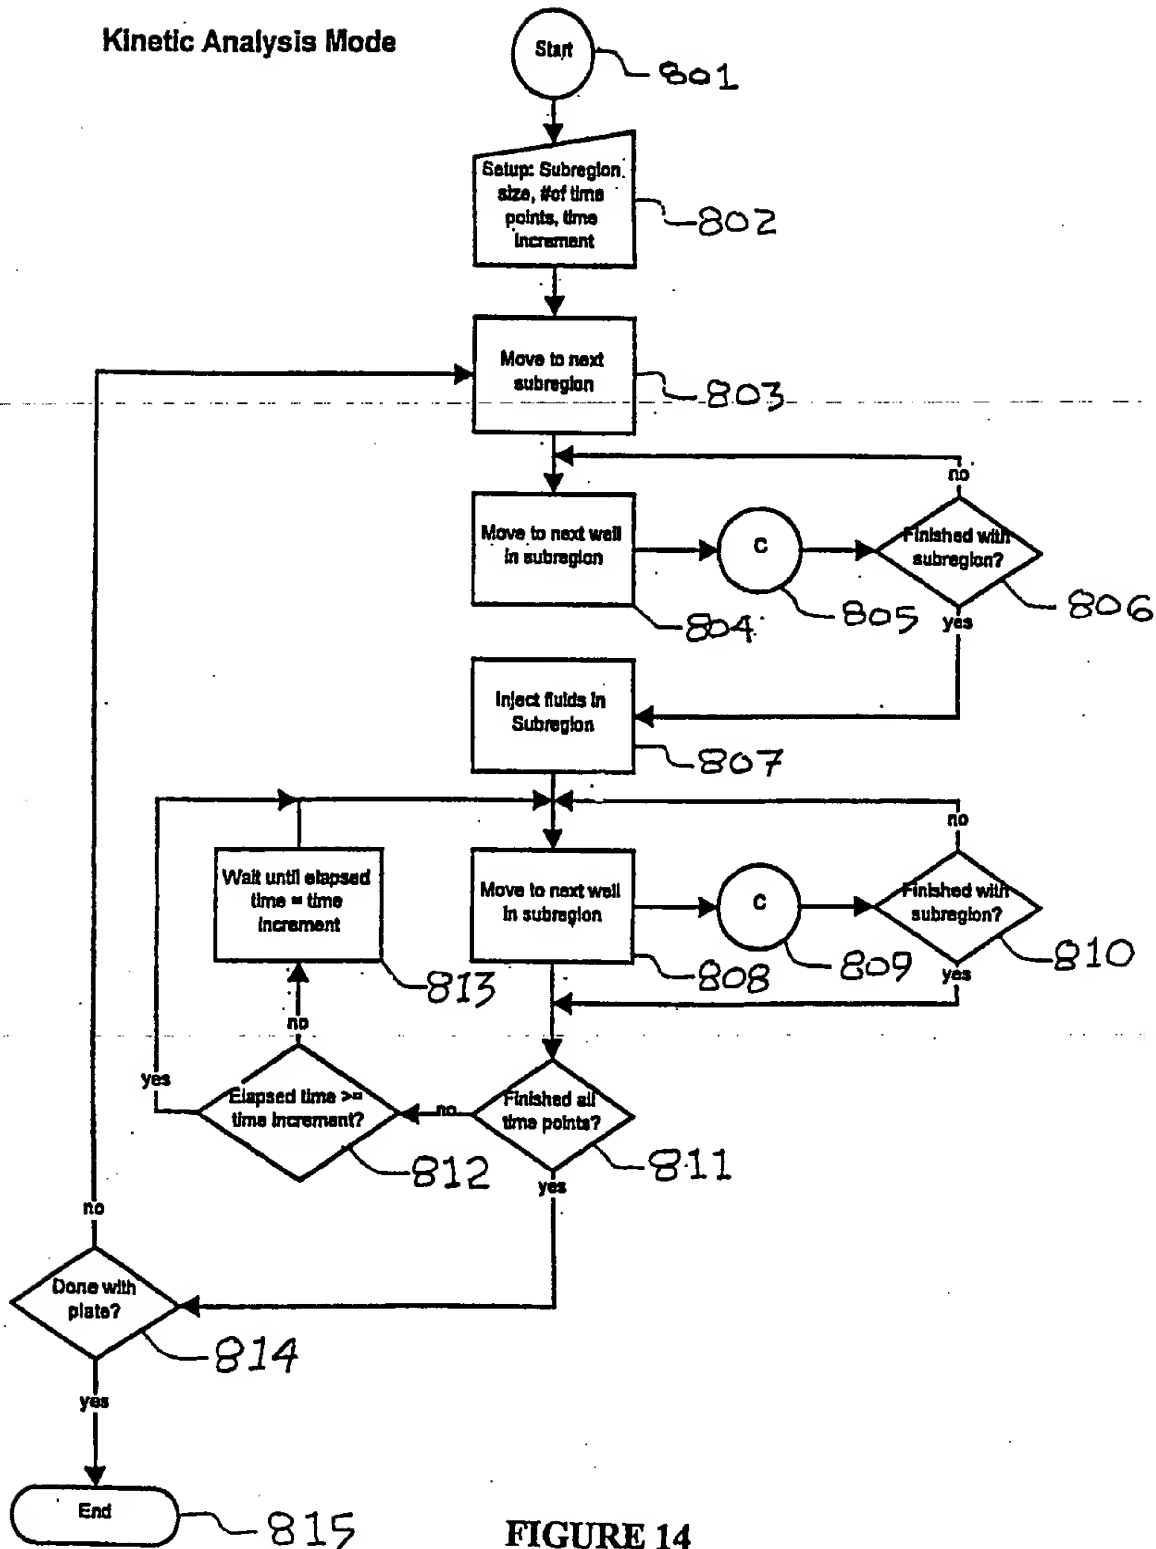 Kinetic Analysis Mode
Start
801
Setup: Subregion
size, #of time
points, time
increment
802
Move to next
subregion
803
no
Move to next well
in subregion
C
Finished with
subregion?
804
805
806
yes
Inject fluids in
Subregion
807
no
Wait until elapsed
time = time
increment
Move to next well
in subregion
C
Finished with
subregion?
813
808
809
810
yes
no
yes
Elapsed time >=
time increment?
no
Finished all
time points?
812
811
yes
no
Done with
plate?
814
yes
End
815
FIGURE 14